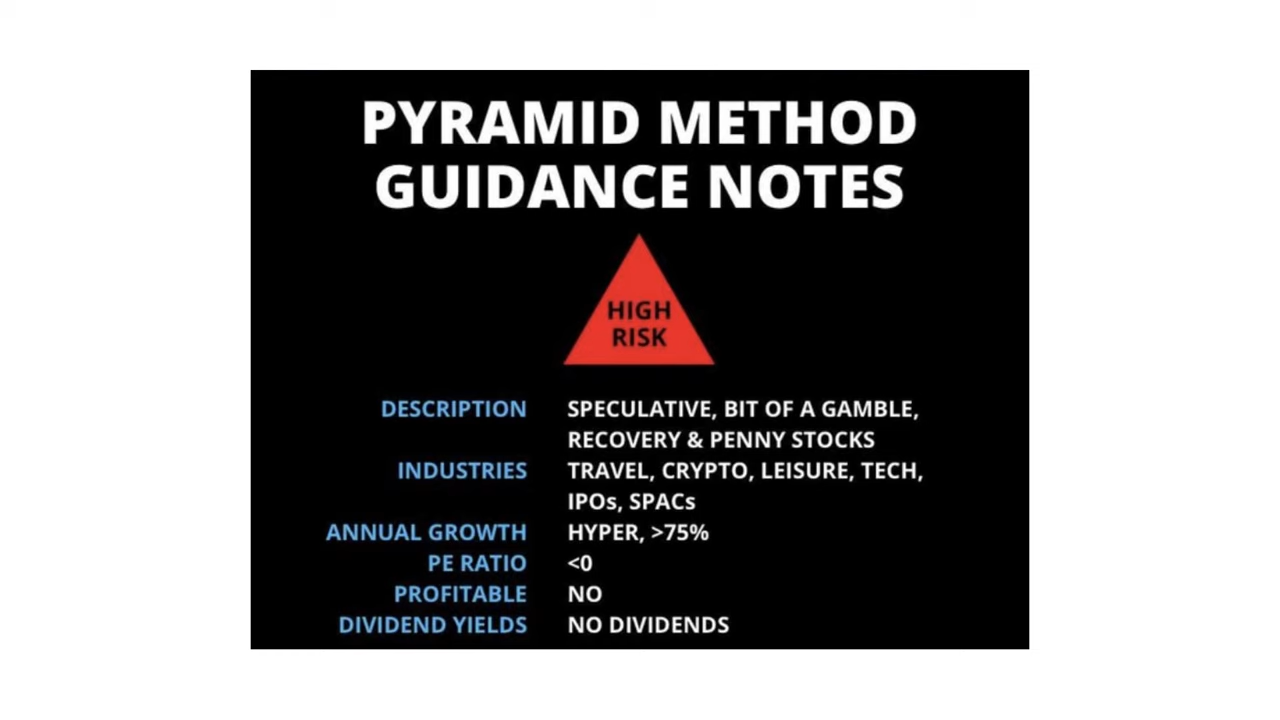 PYRAMID METHOD
GUIDANCE NOTES
HIGH
RISK
DESCRIPTION SPECULATIVE, BIT OF A GAMBLE,
RECOVERY & PENNY STOCKS
INDUSTRIES TRAVEL, CRYPTO, LEISURE, TECH,
IPOs, SPACs
ANNUAL GROWTH HYPER, >75%
PE RATIO <0
PROFITABLE NO
DIVIDEND YIELDS NO DIVIDENDS